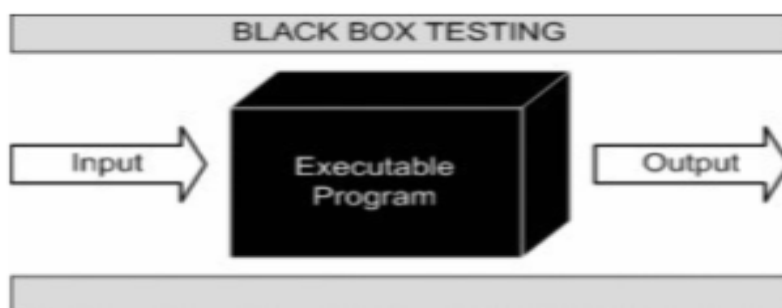 BLACK BOX TESTING
Input
Executable
Program
Output